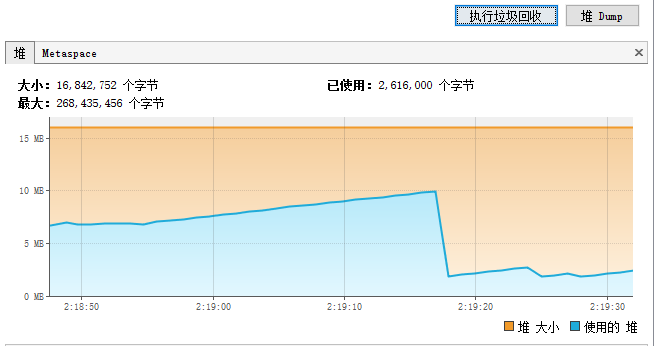 执行垃圾回收 堆 Dump
堆 Metaspace
大小: 16,842,752 个字节 已使用: 2,616,000 个字节
最大: 268,435,456 个字节
15 MB
10 MB
5 MB
0 MB
2:18:50 2:19:00 2:19:10 2:19:20 2:19:30
堆 大小 使用的 堆